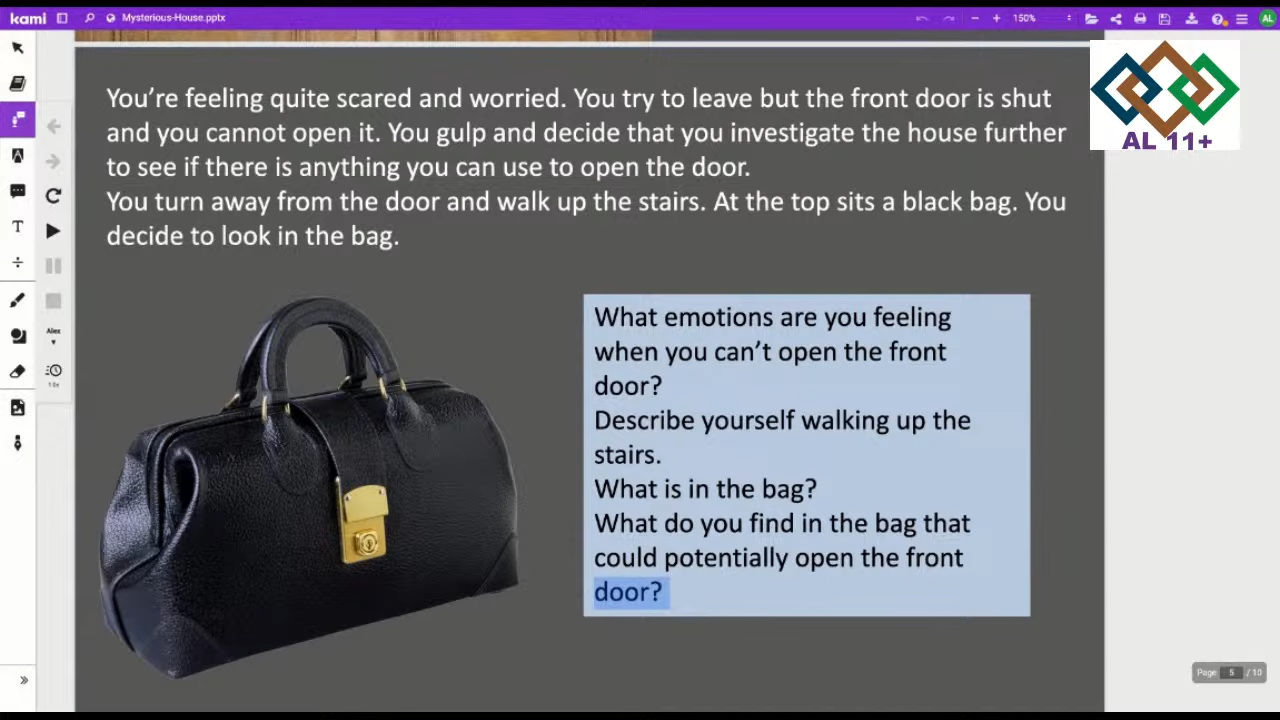 kami
Mysterious-House.pptx
150%
AL
AL 11+
You're feeling quite scared and worried. You try to leave but the front door is shut
and you cannot open it. You gulp and decide that you investigate the house further
to see if there is anything you can use to open the door.
You turn away from the door and walk up the stairs. At the top sits a black bag. You
decide to look in the bag.
Alex
1.0x
What emotions are you feeling
when you can't open the front
door?
Describe yourself walking up the
stairs.
What is in the bag?
What do you find in the bag that
could potentially open the front
door?
Page 5 / 10